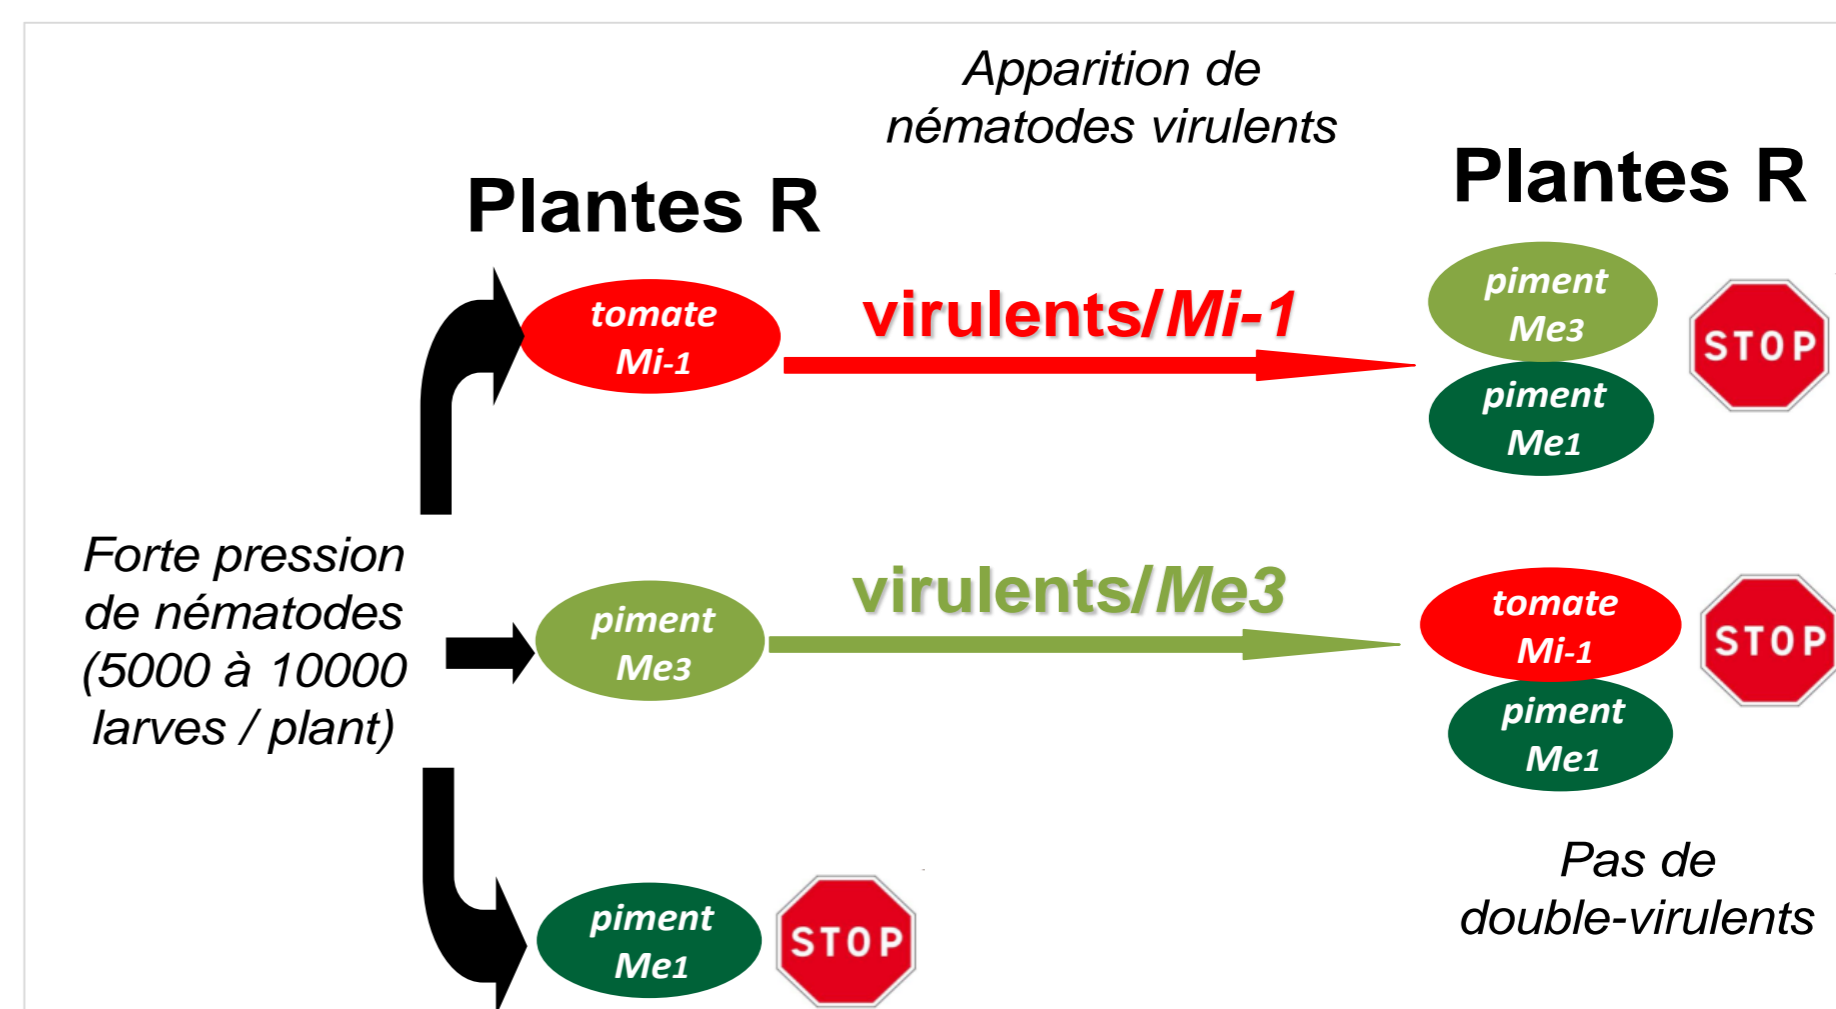 Apparition de
nématodes virulents
Plantes R
Plantes R
tomate
Mi-1
virulents/Mi-1
piment
Me3
piment
Me1
STOP
Forte pression
de nématodes
(5000 à 10000
larves / plant)
piment
Me3
virulents/Me3
tomate
Mi-1
piment
Me1
STOP
piment
Me1
STOP
Pas de
double-virulents